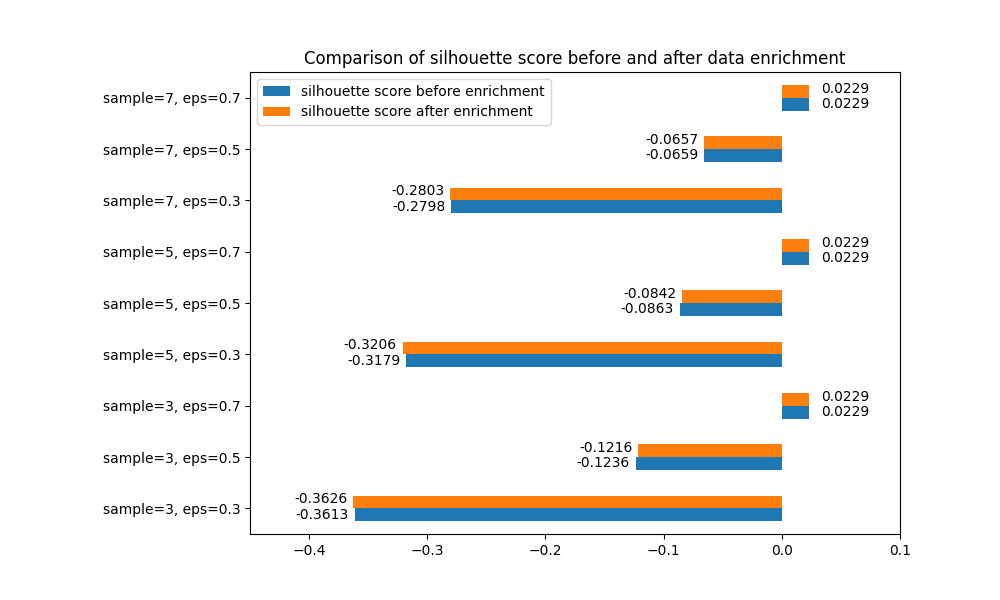 Comparison of silhouette score before and after data enrichment
silhouette score before enrichment
silhouette score after enrichment
sample=7, eps=0.7
0.0229
0.0229
sample=7, eps=0.5
-0.0657
-0.0659
sample=7, eps=0.3
-0.2803
-0.2798
sample=5, eps=0.7
0.0229
0.0229
sample=5, eps=0.5
-0.0842
-0.0863
sample=5, eps=0.3
-0.3206
-0.3179
sample=3, eps=0.7
0.0229
0.0229
sample=3, eps=0.5
-0.1216
-0.1236
sample=3, eps=0.3
-0.3626
-0.3613
−0.4 −0.3 −0.2 −0.1 0.0 0.1